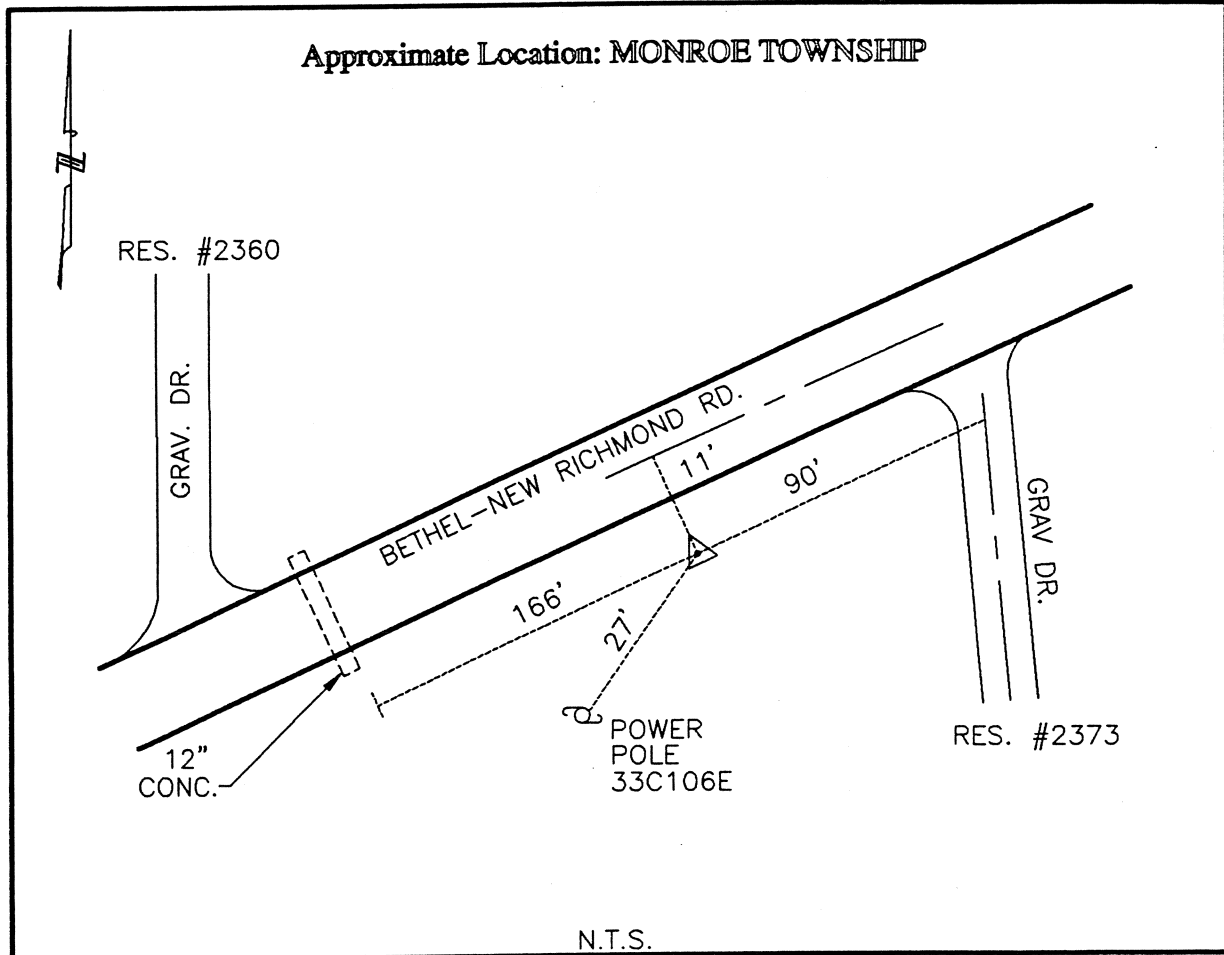 Approximate Location: MONROE TOWNSHIP
N
RES. #2360
GRAV. DR.
BETHEL-NEW RICHMOND RD.
11'
90'
166'
27'
GRAV DR.
12"
CONC.
POWER
POLE
33C106E
RES. #2373
N.T.S.